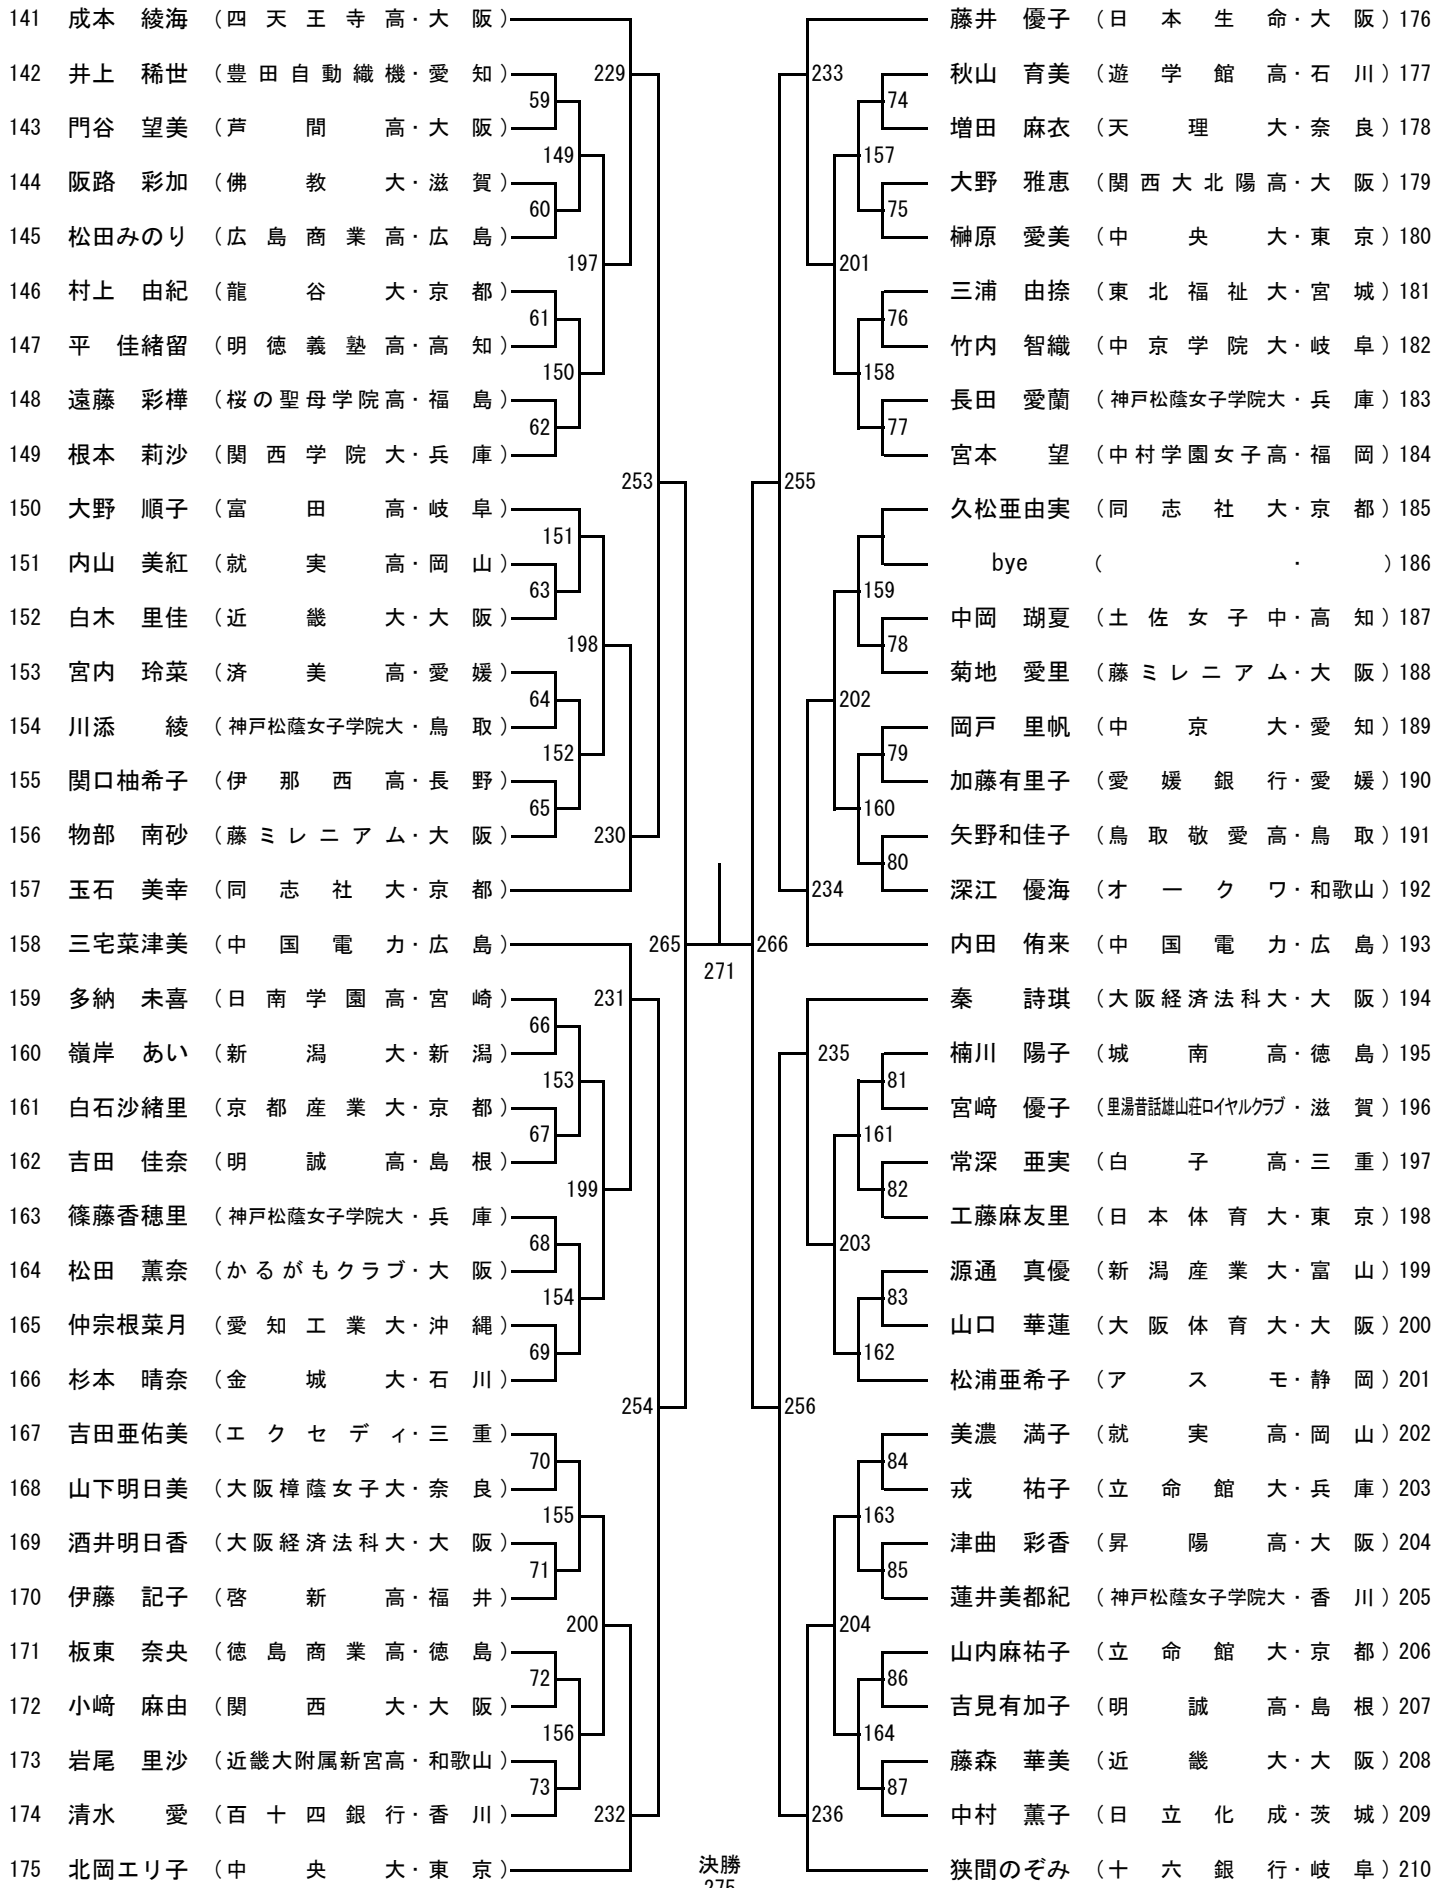 141 成本 綾海 (四天王寺高・大阪)
142 井上 稀世 (豊田自動織機・愛知)
143 門谷 望美 (芦間高・大阪)
144 阪路 彩加 (佛教大・滋賀)
145 松田みのり (広島商業高・広島)
146 村上 由紀 (龍谷大・京都)
147 平 佳緒留 (明徳義塾高・高知)
148 遠藤 彩樺 (桜の聖母学院高・福島)
149 根本 莉沙 (関西学院大・兵庫)
150 大野 順子 (富田高・岐阜)
151 内山 美紅 (就実高・岡山)
152 白木 里佳 (近畿大・大阪)
153 宮内 玲菜 (済美高・愛媛)
154 川添 綾 (神戸松蔭女子学院大・鳥取)
155 関口柚希子 (伊那西高・長野)
156 物部 南砂 (藤ミレニアム・大阪)
157 玉石 美幸 (同志社大・京都)
158 三宅菜津美 (中国電力・広島)
159 多納 未喜 (日南学園高・宮崎)
160 嶺岸 あい (新潟大・新潟)
161 白石沙緒里 (京都産業大・京都)
162 吉田 佳奈 (明誠高・島根)
163 篠藤香穂里 (神戸松蔭女子学院大・兵庫)
164 松田 薫奈 (かるがもクラブ・大阪)
165 仲宗根菜月 (愛知工業大・沖縄)
166 杉本 晴奈 (金城大・石川)
167 吉田亜佑美 (エクセディ・三重)
168 山下明日美 (大阪樟蔭女子大・奈良)
169 酒井明日香 (大阪経済法科大・大阪)
170 伊藤 記子 (啓新高・福井)
171 板東 奈央 (徳島商業高・徳島)
172 小﨑 麻由 (関西大・大阪)
173 岩尾 里沙 (近畿大附属新宮高・和歌山)
174 清水 愛 (百十四銀行・香川)
175 北岡エリ子 (中央大・東京)
59
60
61
62
63
64
65
66
67
68
69
70
71
72
73
149
150
151
152
153
154
155
156
197
198
199
200
229
230
231
232
253
254
265
271
266
決勝
275
255
256
233
234
235
236
201
202
203
204
157
158
159
160
161
162
163
164
74
75
76
77
78
79
80
81
82
83
84
85
86
87
藤井 優子 (日本生命・大阪) 176
秋山 育美 (遊学館高・石川) 177
増田 麻衣 (天理大・奈良) 178
大野 雅恵 (関西大北陽高・大阪) 179
榊原 愛美 (中央大・東京) 180
三浦 由捺 (東北福祉大・宮城) 181
竹内 智織 (中京学院大・岐阜) 182
長田 愛蘭 (神戸松蔭女子学院大・兵庫) 183
宮本 望 (中村学園女子高・福岡) 184
久松亜由実 (同志社大・京都) 185
bye ( ・ ) 186
中岡 瑚夏 (土佐女子中・高知) 187
菊地 愛里 (藤ミレニアム・大阪) 188
岡戸 里帆 (中京大・愛知) 189
加藤有里子 (愛媛銀行・愛媛) 190
矢野和佳子 (鳥取敬愛高・鳥取) 191
深江 優海 (オークワ・和歌山) 192
内田 侑来 (中国電力・広島) 193
秦 詩琪 (大阪経済法科大・大阪) 194
楠川 陽子 (城南高・徳島) 195
宮﨑 優子 (里湯昔話雄山荘ロイヤルクラブ・滋賀) 196
常深 亜実 (白子高・三重) 197
工藤麻友里 (日本体育大・東京) 198
源通 真優 (新潟産業大・富山) 199
山口 華蓮 (大阪体育大・大阪) 200
松浦亜希子 (アスモ・静岡) 201
美濃 満子 (就実高・岡山) 202
戎 祐子 (立命館大・兵庫) 203
津曲 彩香 (昇陽高・大阪) 204
蓮井美都紀 (神戸松蔭女子学院大・香川) 205
山内麻祐子 (立命館大・京都) 206
吉見有加子 (明誠高・島根) 207
藤森 華美 (近畿大・大阪) 208
中村 薫子 (日立化成・茨城) 209
狭間のぞみ (十六銀行・岐阜) 210